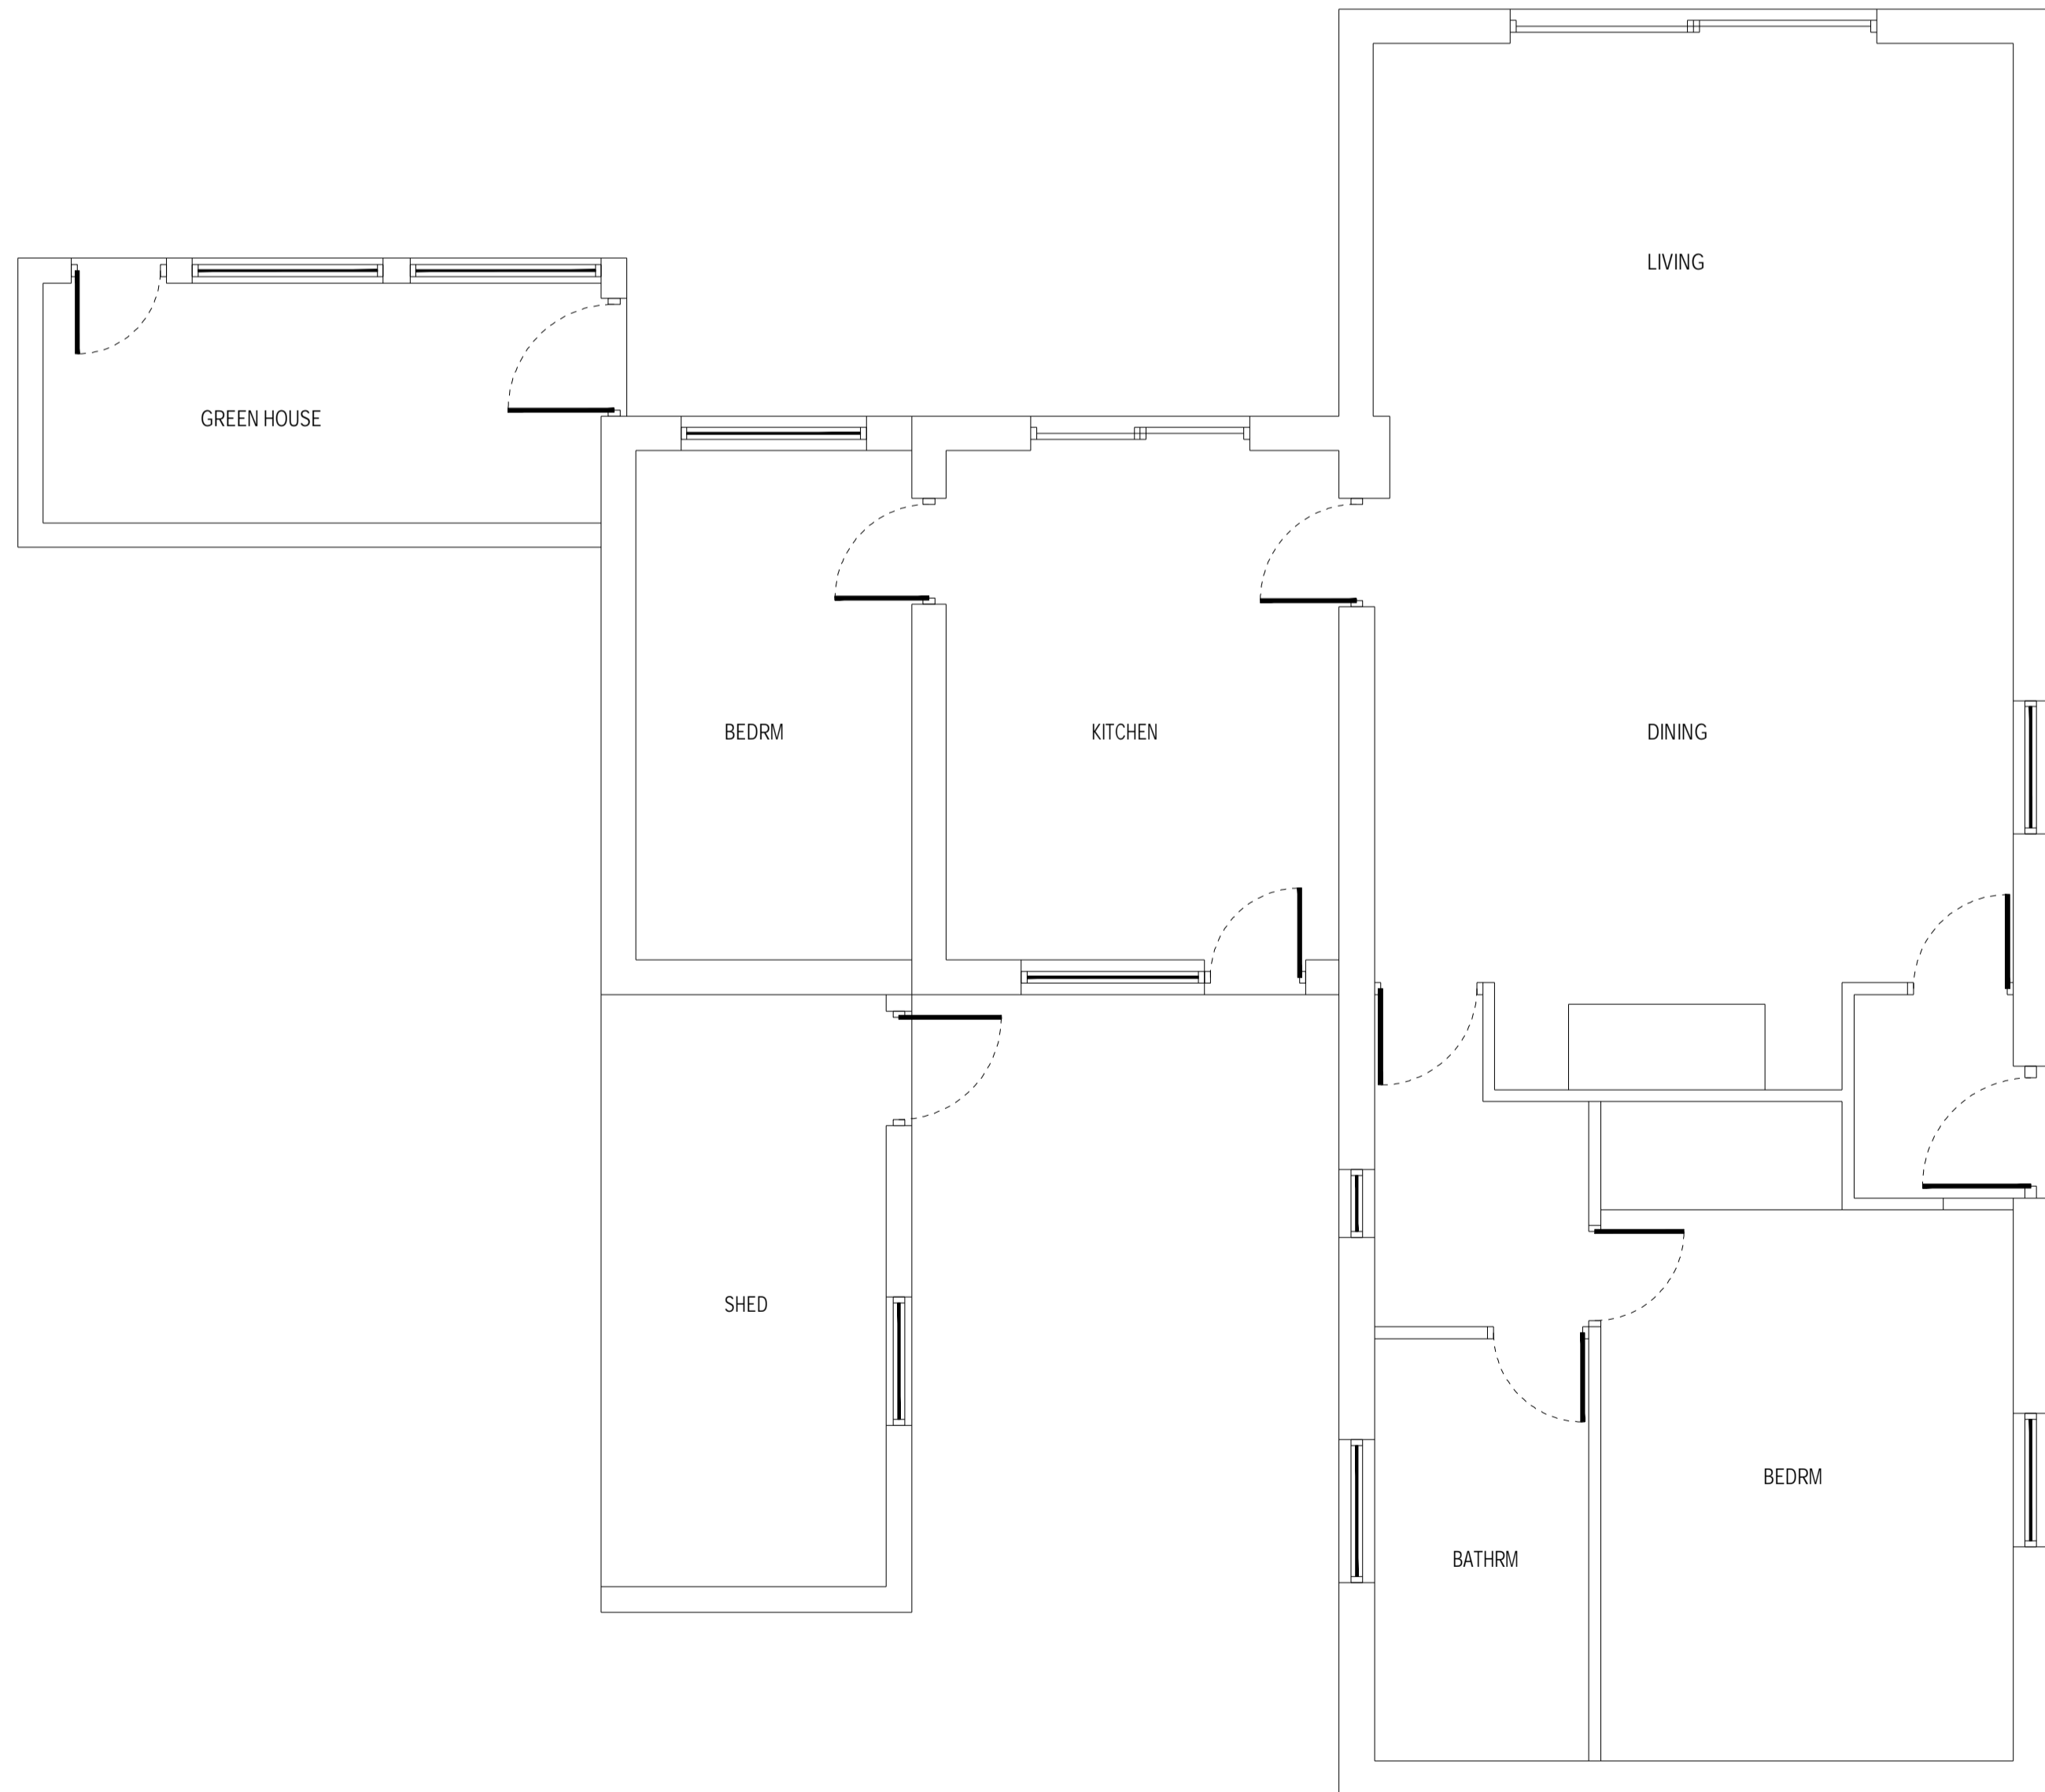 LIVING
GREEN HOUSE
BEDRM
KITCHEN
DINING
SHED
BEDRM
BATHRM